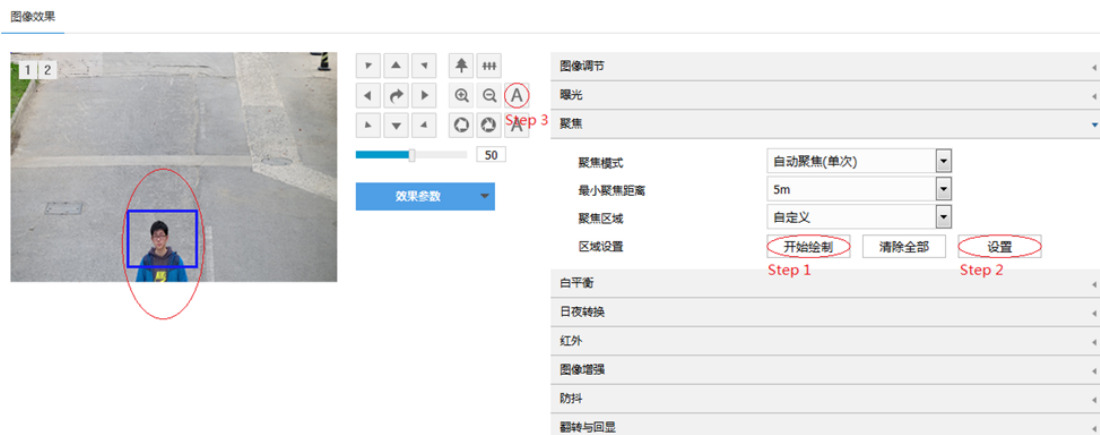 图像效果
1 2
A
Step 3
A
50
效果参数
图像调节
曝光
聚焦
聚焦模式 自动聚焦(单次)
最小聚焦距离 5m
聚焦区域 自定义
区域设置 开始绘制 清除全部 设置
Step 1 Step 2
白平衡
日夜转换
红外
图像增强
防抖
翻转与回显